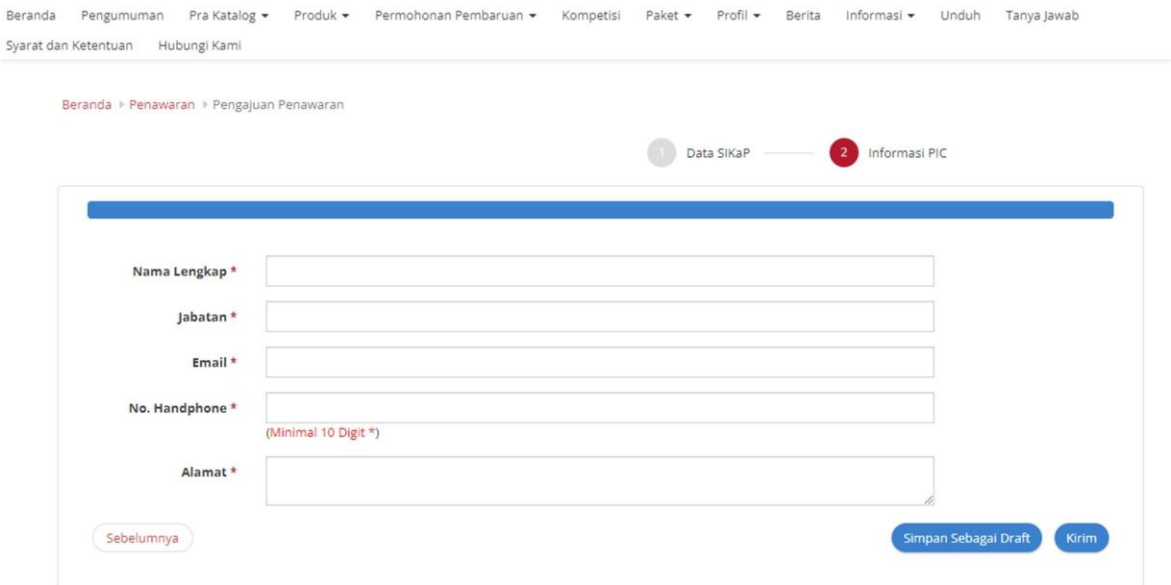 Beranda Pengumuman Pra Katalog Produk Permohonan Pembaruan Kompetisi Paket Profil Berita Informasi Unduh Tanya Jawab
Syarat dan Ketentuan Hubungi Kami
Beranda Penawaran Pengajuan Penawaran
1 Data SIKaP 2 Informasi PIC
Nama Lengkap *
Jabatan *
Email *
No. Handphone *
(Minimal 10 Digit *)
Alamat *
Sebelumnya Simpan Sebagai Draft Kirim